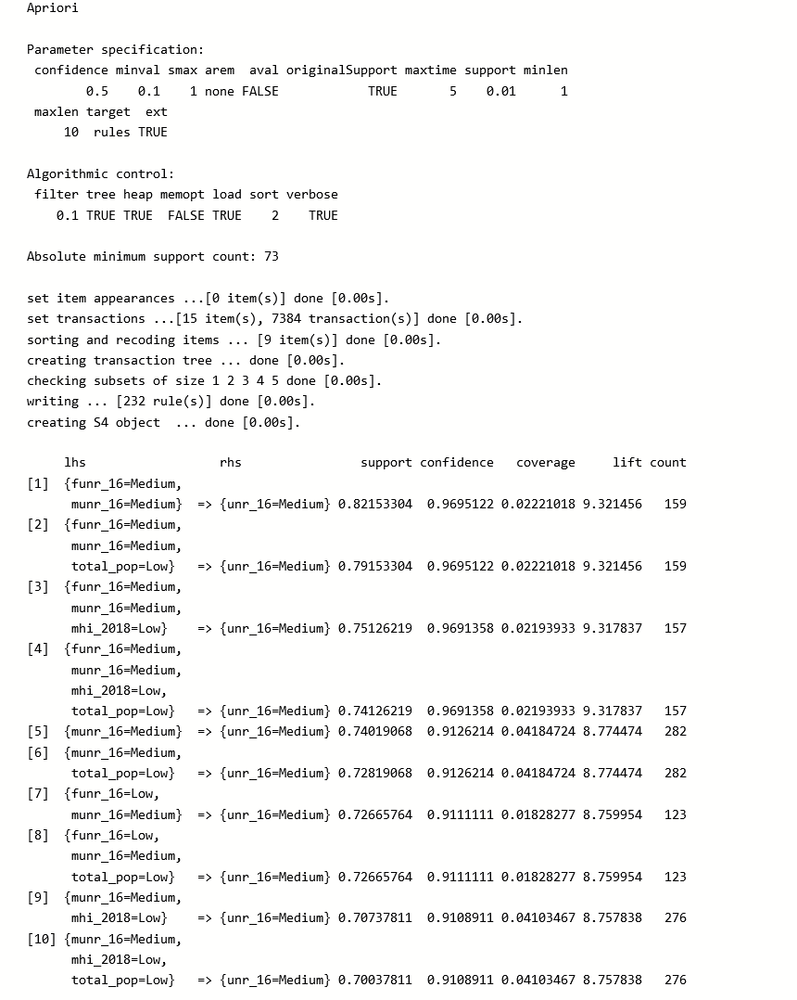 Apriori
Parameter specification:
confidence minval smax arem  aval originalSupport maxtime support minlen
0.5    0.1    1 none FALSE            TRUE       5    0.01      1
maxlen target  ext
10  rules TRUE
Algorithmic control:
filter tree heap memopt load sort verbose
0.1 TRUE TRUE  FALSE TRUE    2    TRUE
Absolute minimum support count: 73
set item appearances ...[0 item(s)] done [0.00s].
set transactions ...[15 item(s), 7384 transaction(s)] done [0.00s].
sorting and recoding items ... [9 item(s)] done [0.00s].
creating transaction tree ... done [0.00s].
checking subsets of size 1 2 3 4 5 done [0.00s].
writing ... [232 rule(s)] done [0.00s].
creating S4 object  ... done [0.00s].
lhs                  rhs                support confidence   coverage     lift count
[1]  {funr_16=Medium,
munr_16=Medium}  => {unr_16=Medium} 0.82153304  0.9695122 0.02221018 9.321456   159
[2]  {funr_16=Medium,
munr_16=Medium,
total_pop=Low}   => {unr_16=Medium} 0.79153304  0.9695122 0.02221018 9.321456   159
[3]  {funr_16=Medium,
munr_16=Medium,
mhi_2018=Low}    => {unr_16=Medium} 0.75126219  0.9691358 0.02193933 9.317837   157
[4]  {funr_16=Medium,
munr_16=Medium,
mhi_2018=Low,
total_pop=Low}   => {unr_16=Medium} 0.74126219  0.9691358 0.02193933 9.317837   157
[5]  {munr_16=Medium}  => {unr_16=Medium} 0.74019068  0.9126214 0.04184724 8.774474   282
[6]  {munr_16=Medium,
total_pop=Low}   => {unr_16=Medium} 0.72819068  0.9126214 0.04184724 8.774474   282
[7]  {funr_16=Low,
munr_16=Medium}  => {unr_16=Medium} 0.72665764  0.9111111 0.01828277 8.759954   123
[8]  {funr_16=Low,
munr_16=Medium,
total_pop=Low}   => {unr_16=Medium} 0.72665764  0.9111111 0.01828277 8.759954   123
[9]  {munr_16=Medium,
mhi_2018=Low}    => {unr_16=Medium} 0.70737811  0.9108911 0.04103467 8.757838   276
[10] {munr_16=Medium,
mhi_2018=Low,
total_pop=Low}   => {unr_16=Medium} 0.70037811  0.9108911 0.04103467 8.757838   276